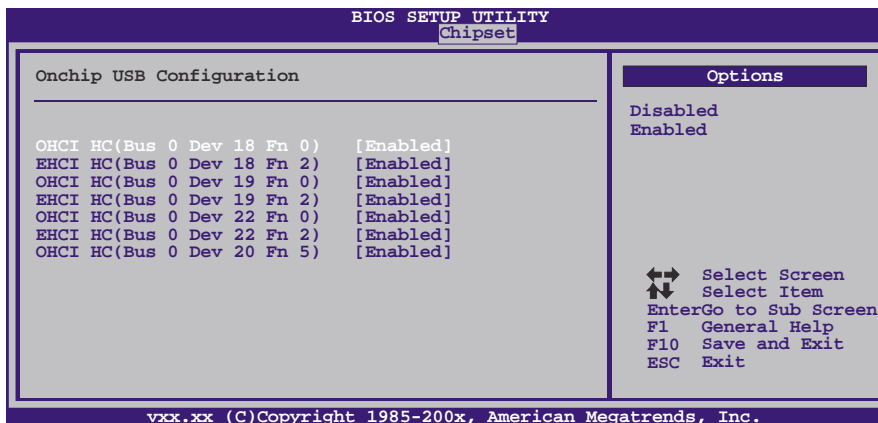 BIOS SETUP UTILITY
Chipset
Onchip USB Configuration
OHCI HC(Bus 0 Dev 18 Fn 0) [Enabled]
EHCI HC(Bus 0 Dev 18 Fn 2) [Enabled]
OHCI HC(Bus 0 Dev 19 Fn 0) [Enabled]
EHCI HC(Bus 0 Dev 19 Fn 2) [Enabled]
OHCI HC(Bus 0 Dev 22 Fn 0) [Enabled]
EHCI HC(Bus 0 Dev 22 Fn 2) [Enabled]
OHCI HC(Bus 0 Dev 20 Fn 5) [Enabled]
Options
Disabled
Enabled
Select Screen
Select Item
EnterGo to Sub Screen
F1 General Help
F10 Save and Exit
ESC Exit
vxx.xx (C)Copyright 1985-200x, American Megatrends, Inc.